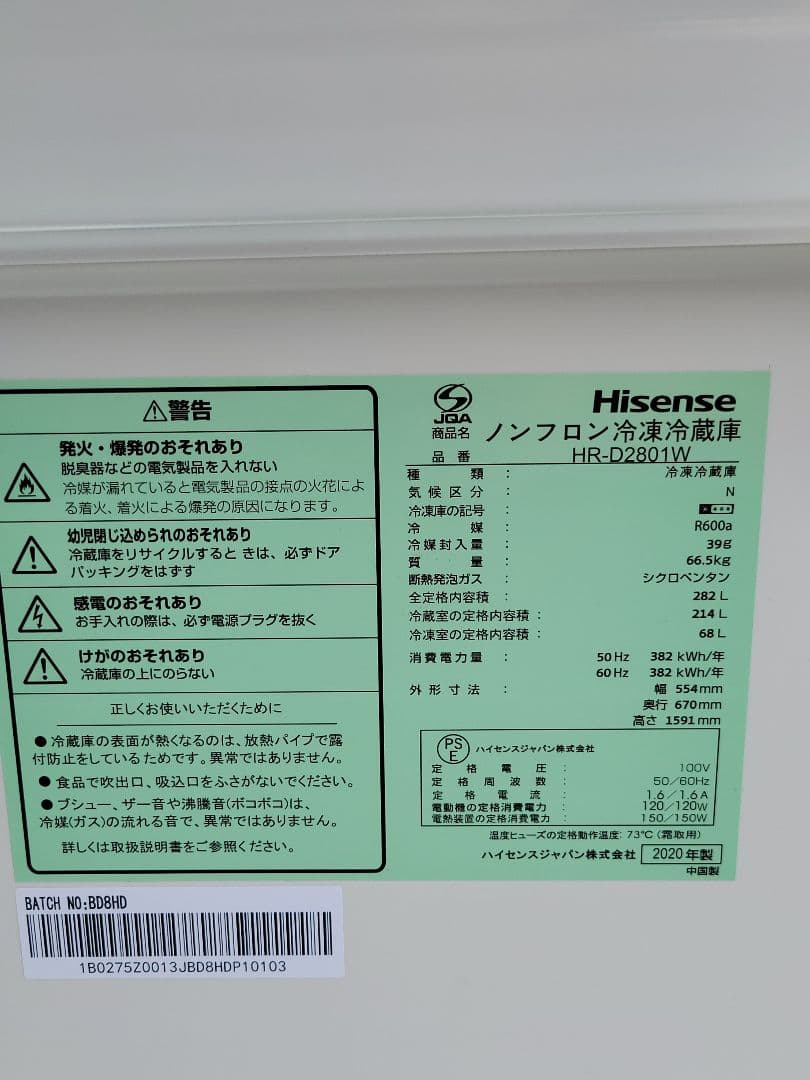 警告
発火・爆発のおそれあり
脱臭器などの電気製品を入れない
冷媒が漏れていると電気製品の接点の火花によ
る着火、着火による爆発の原因になります。
幼児閉じ込められのおそれあり
冷蔵庫をリサイクルすると きは、必ずドア
パッキングをはずす
感電のおそれあり
お手入れの際は、必ず電源プラグを抜く
けがのおそれあり
冷蔵庫の上にのらない
正しくお使いいただくために
●冷蔵庫の表面が熱くなるのは、放熱パイプで露
付防止をしているためです。異常ではありません。
●食品で吹出口、吸込口をふさがないでください。
●ブシュー、ザー音や沸騰音(ボコボコ)は、
冷媒(ガス)の流れる音で、異常ではありません。
詳しくは取扱説明書をご参照ください。
JQA
Hisense
商品名 ノンフロン冷凍冷蔵庫
品番 HR-D2801W
種類 : 冷凍冷蔵庫
気候区分 : N
冷凍庫の記号 : ****
冷媒 : R600a
冷媒封入量 : 39g
質量 : 66.5kg
断熱発泡ガス : シクロペンタン
全定格内容積 : 282 L
冷蔵室の定格内容積 : 214 L
冷凍室の定格内容積 : 68 L
消費電力量 : 50 Hz 382 kWh/年
60 Hz 382 kWh/年
外形寸法 : 幅 554mm
奥行 670mm
高さ 1591mm
PS
E
ハイセンスジャパン株式会社
定格電圧 : 100V
定格周波数 : 50/60Hz
定格電流 : 1.6/1.6A
電動機の定格消費電力 : 120/120W
電熱装置の定格消費電力 : 150/150W
温度ヒューズの定格動作温度: 73℃(霜取用)
ハイセンスジャパン株式会社 2020年製
中国製
BATCH NO:BD8HD
1B0275Z0013JBD8HDP10103